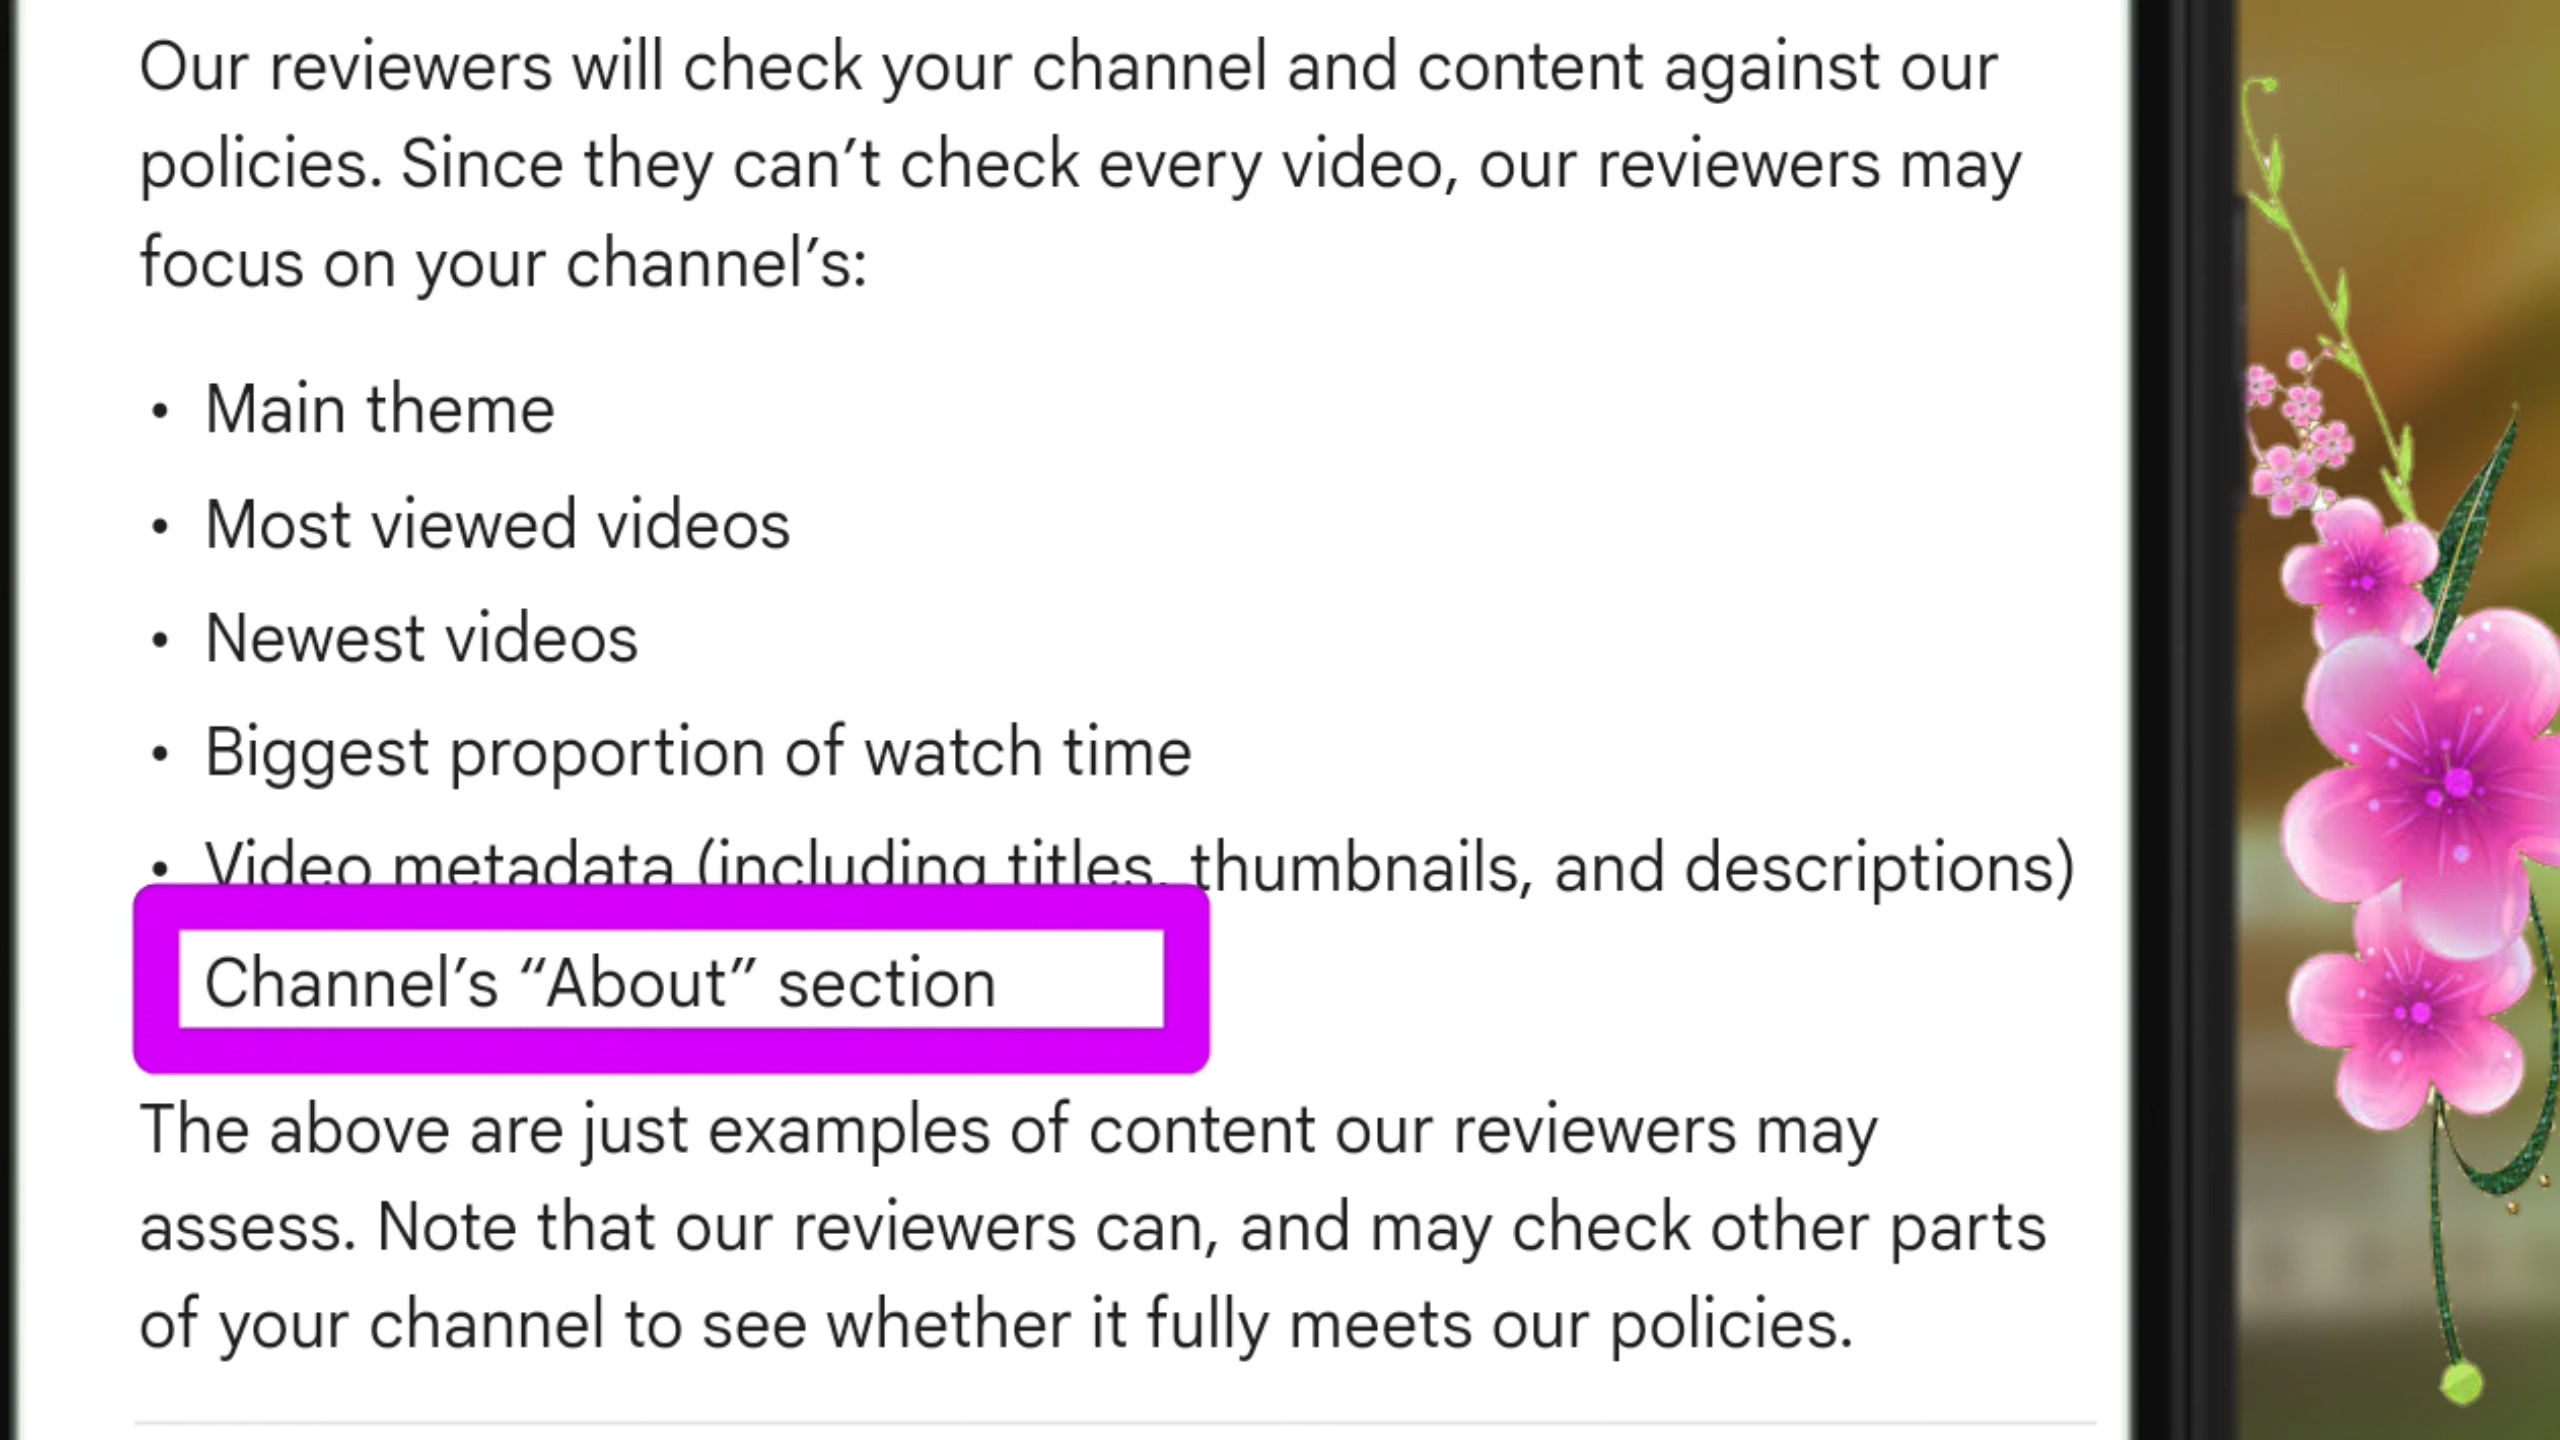 Our reviewers will check your channel and content against our
policies. Since they can’t check every video, our reviewers may
focus on your channel’s:
• Main theme
• Most viewed videos
• Newest videos
• Biggest proportion of watch time
• Video metadata (including titles, thumbnails, and descriptions)
Channel’s “About” section
The above are just examples of content our reviewers may
assess. Note that our reviewers can, and may check other parts
of your channel to see whether it fully meets our policies.